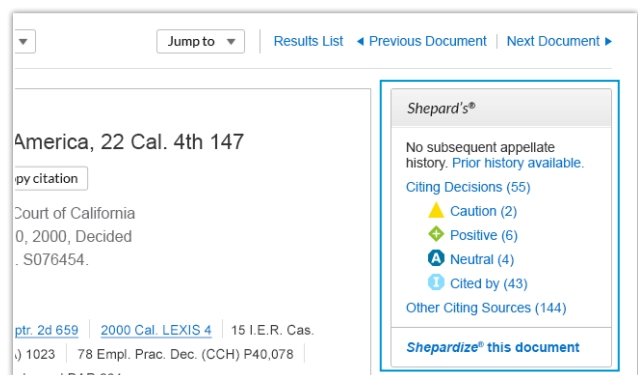 Jump to
Results List
Previous Document
Next Document
America, 22 Cal. 4th 147
py citation
Court of California
0, 2000, Decided
. S076454.
ptr. 2d 659
2000 Cal. LEXIS 4
15 I.E.R. Cas.
) 1023
78 Empl. Prac. Dec. (CCH) P40,078
Shepard's®
No subsequent appellate
history. Prior history available.
Citing Decisions (55)
Caution (2)
Positive (6)
A Neutral (4)
I Cited by (43)
Other Citing Sources (144)
Shepardize® this document